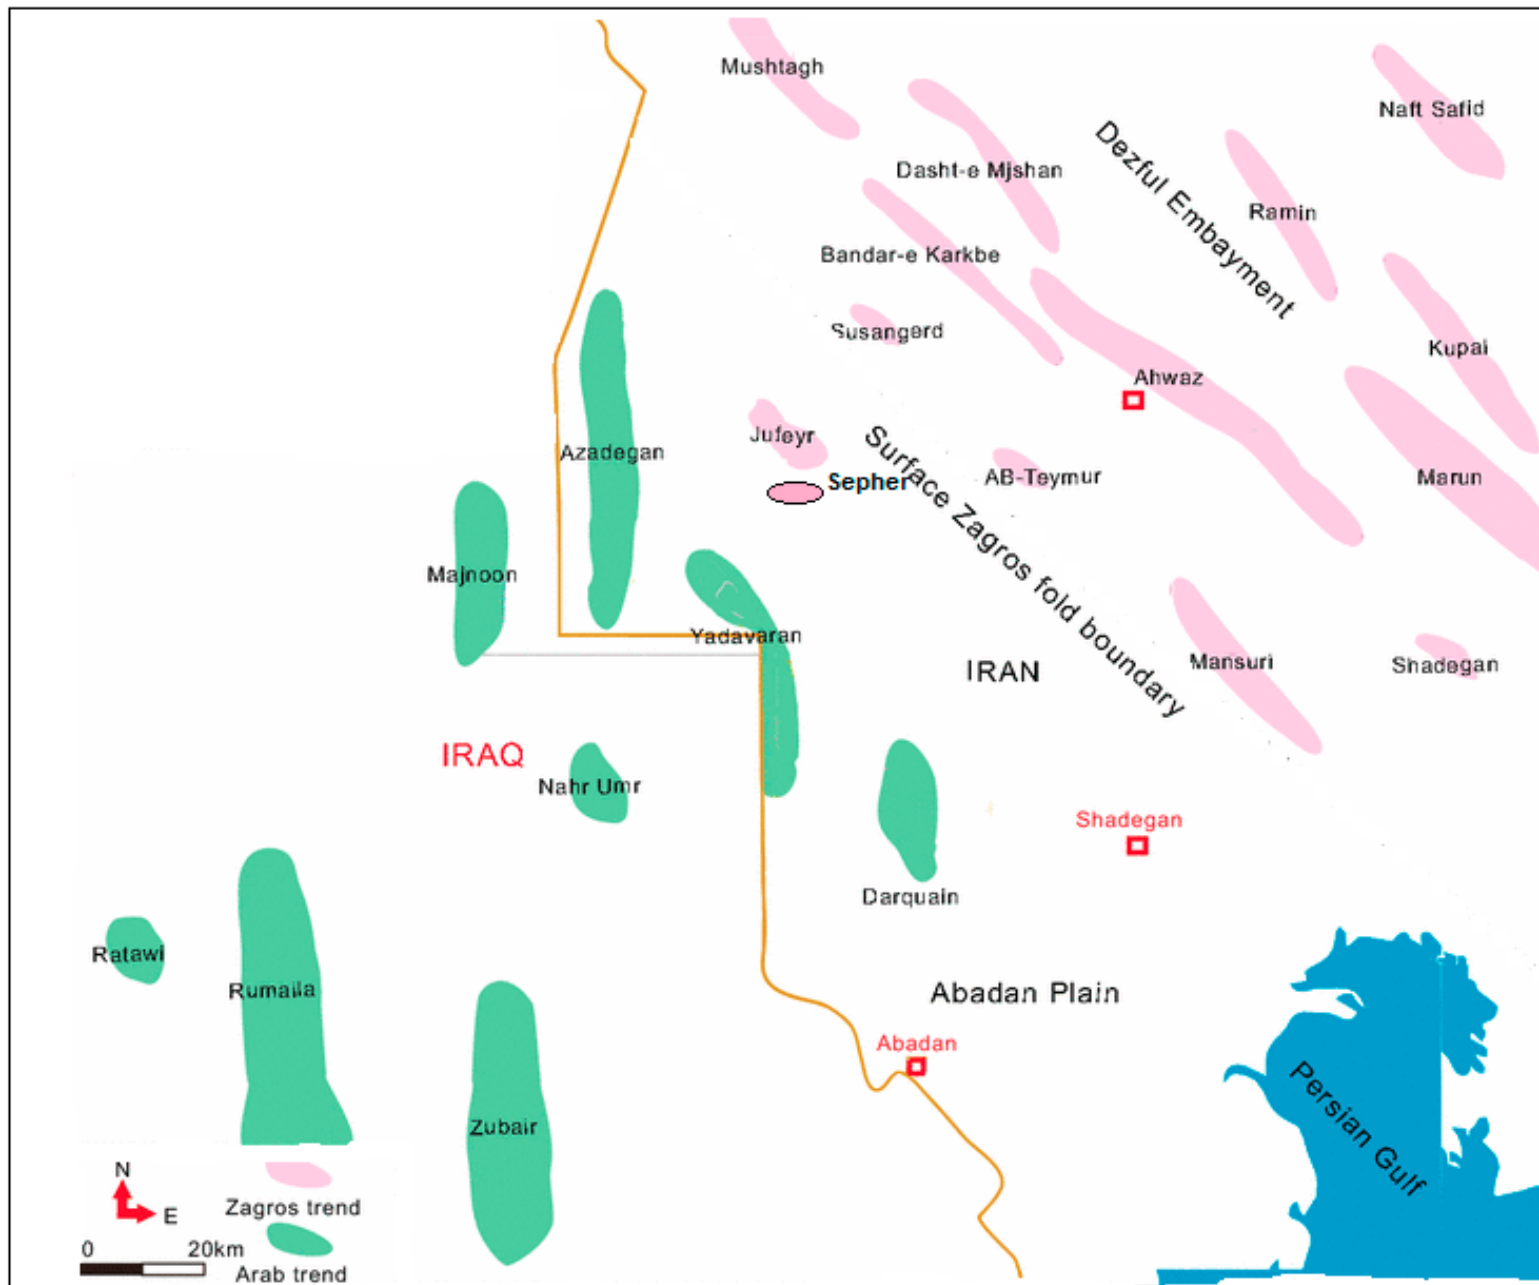 Mushtagh
Naft Safid
Dezful Embayment
Dasht-e Mjshan
Ramin
Bandar-e Karkbe
Susangerd
Kupal
Ahwaz
Jufeyr
Azadegan
Surface Zagros fold boundary
AB-Teymur
Marun
Sepher
Majnoon
Yadavaran
IRAN
Mansuri
Shadegan
IRAQ
Nahr Umr
Shadegan
Darquain
Ratawi
Rumaila
Abadan Plain
Abadan
Persian Gulf
Zubair
N
E
Zagros trend
0 20km
Arab trend